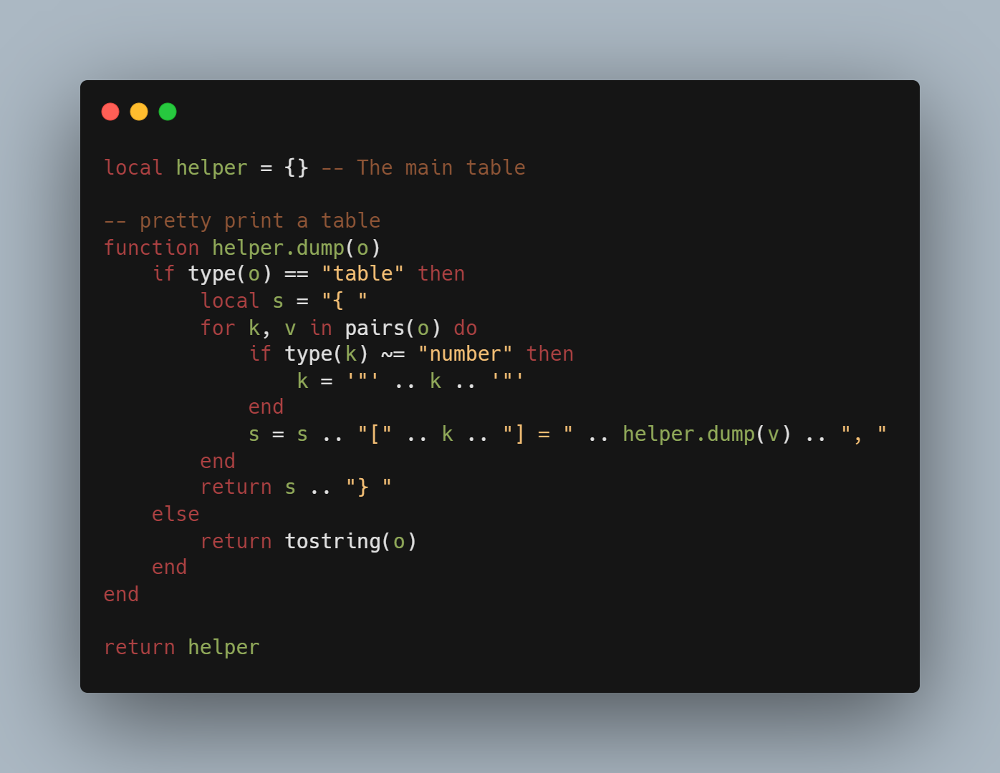 local helper = {} -- The main table

-- pretty print a table
function helper.dump(o)
    if type(o) == "table" then
        local s = "{ "
        for k, v in pairs(o) do
            if type(k) ~= "number" then
                k = '"' .. k .. '"'
            end
            s = s .. "[" .. k .. "] = " .. helper.dump(v) .. ", "
        end
        return s .. "} "
    else
        return tostring(o)
    end
end

return helper